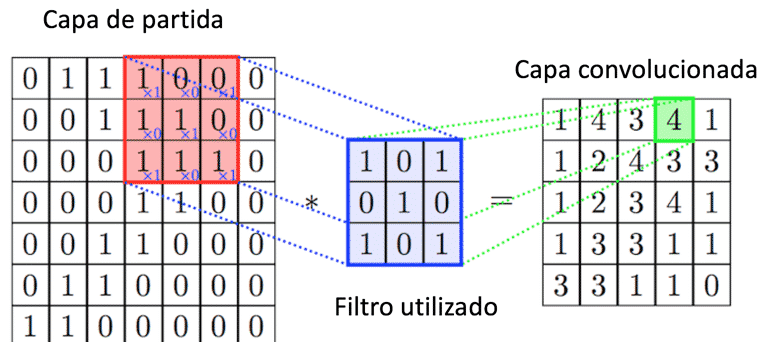 Capa de partida
0 1 1 1 0 0 0
×1 ×0 ×1
0 0 1 1 1 0 0
×0 ×1 ×0
0 0 0 1 1 1 0
×1 ×0 ×1
0 0 0 1 1 0 0
0 0 1 1 0 0 0
0 1 1 0 0 0 0
1 1 0 0 0 0 0
*
1 0 1
0 1 0
1 0 1
Filtro utilizado
=
Capa convolucionada
1 4 3 4 1
1 2 4 3 3
1 2 3 4 1
1 3 3 1 1
3 3 1 1 0